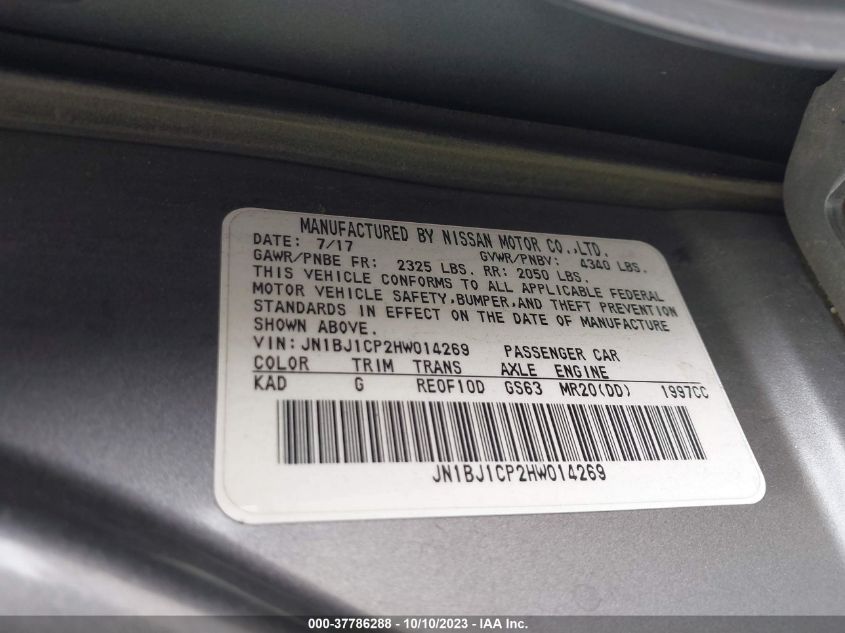 MANUFACTURED BY NISSAN MOTOR CO.,LTD.
DATE: 7/17 GVWR/PNBV: 4340 LBS.
GAWR/PNBE FR: 2325 LBS. RR: 2050 LBS.
THIS VEHICLE CONFORMS TO ALL APPLICABLE FEDERAL
MOTOR VEHICLE SAFETY,BUMPER,AND THEFT PREVENTION
STANDARDS IN EFFECT ON THE DATE OF MANUFACTURE
SHOWN ABOVE.
VIN:JN1BJ1CP2HW014269 PASSENGER CAR
COLOR TRIM TRANS AXLE ENGINE
KAD G RE0F10D GS63 MR20(DD) 1997CC
JN1BJ1CP2HW014269
000-37786288 - 10/10/2023 - IAA Inc.